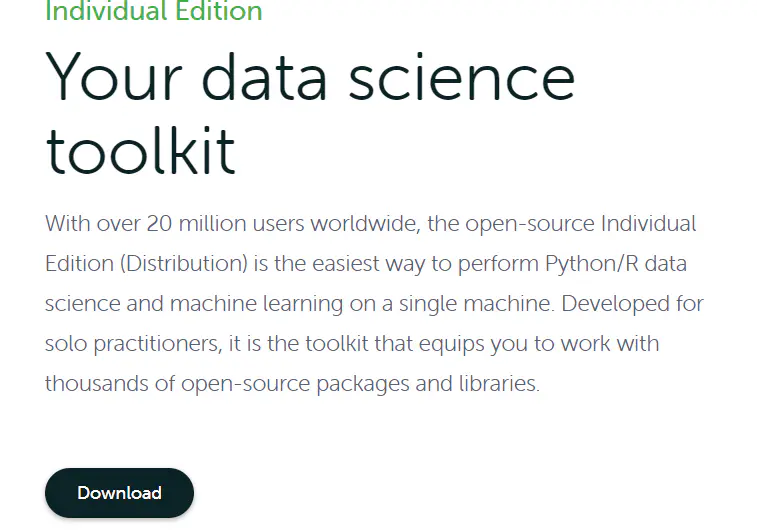 Individual Edition
Your data science
toolkit
With over 20 million users worldwide, the open-source Individual
Edition (Distribution) is the easiest way to perform Python/R data
science and machine learning on a single machine. Developed for
solo practitioners, it is the toolkit that equips you to work with
thousands of open-source packages and libraries.
Download